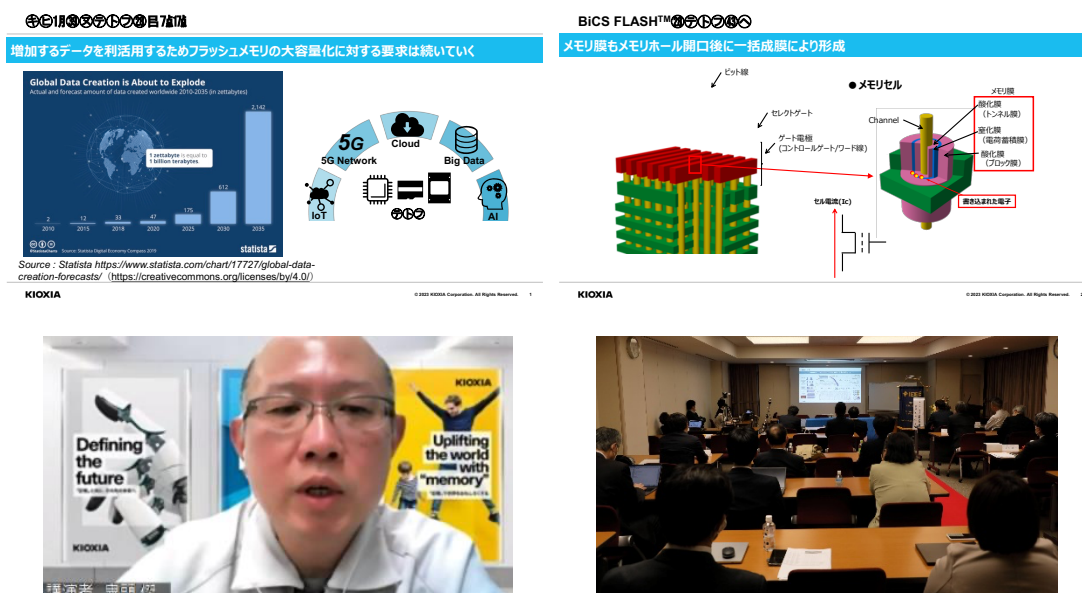 増加するデータを利活用するためフラッシュメモリの大容量化に対する要求は続いていく
Global Data Creation is About to Explode
Actual and forecast amount of data created worldwide 2010-2035 (in zettabytes)
2,142
1 zettabyte is equal to
1 billion terabytes
612
175
2
12
33
47
2010
2015
2018
2020
2025
2030
2035
Source: Statista Digital Economy Compass 2019
statista
5G
5G Network
Cloud
Big Data
IoT
AI
Source : Statista https://www.statista.com/chart/17727/global-data-
creation-forecasts/（https://creativecommons.org/licenses/by/4.0/）
KIOXIA
© 2023 KIOXIA Corporation. All Rights Reserved. 1
BiCS FLASH™
メモリ膜もメモリホール開口後に一括成膜により形成
ビット線
セレクトゲート
ゲート電極
（コントロールゲート/ワード線）
●メモリセル
メモリ膜
Channel
酸化膜
（トンネル膜）
窒化膜
（電荷蓄積膜）
酸化膜
（ブロック膜）
書き込まれた電子
セル電流(Ic)
KIOXIA
© 2023 KIOXIA Corporation. All Rights Reserved.
KIOXIA
Defining
the
future
KIOXIA
Uplifting
the world
with
"memory"
講演者
IEEE